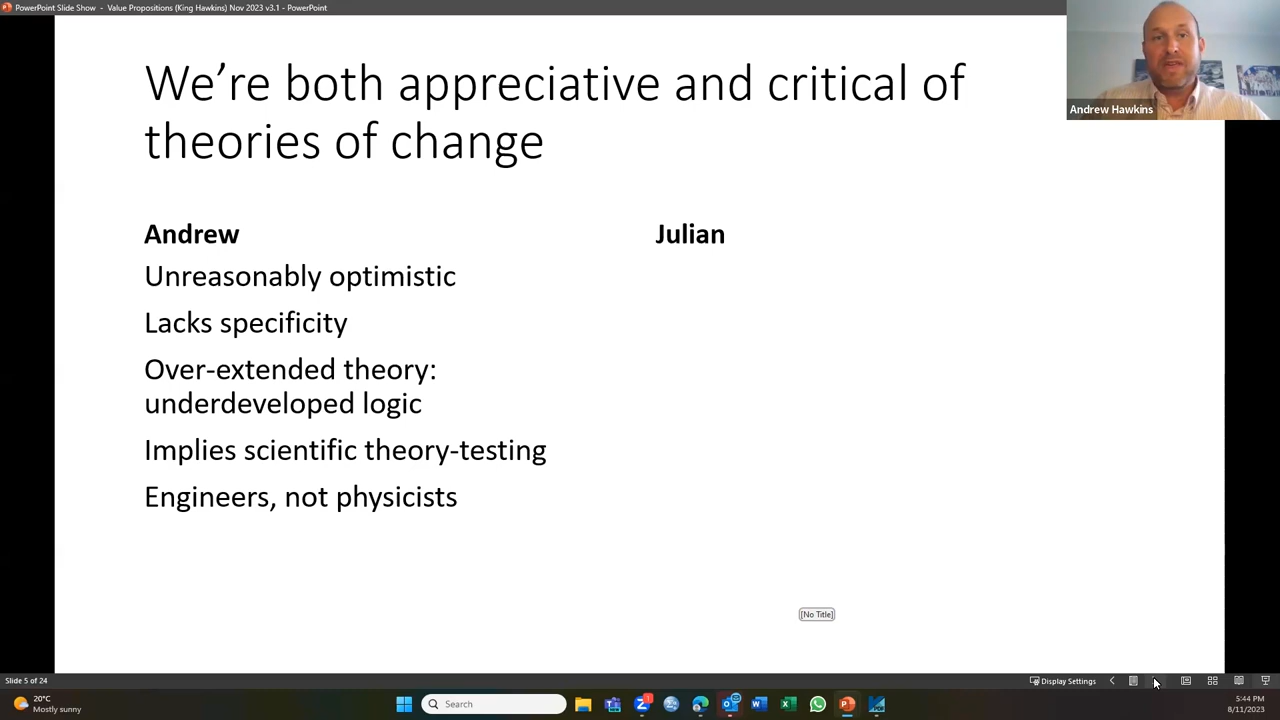 PowerPoint Slide Show - Value Propositions (King Hawkins) Nov 2023 v3.1 - PowerPoint
Andrew Hawkins
We're both appreciative and critical of
theories of change
Andrew
Julian
Unreasonably optimistic
Lacks specificity
Over-extended theory:
underdeveloped logic
Implies scientific theory-testing
Engineers, not physicists
[No Title]
Slide 5 of 24
Display Settings
20°C
Mostly sunny
Search
1
5:44 PM
8/11/2023